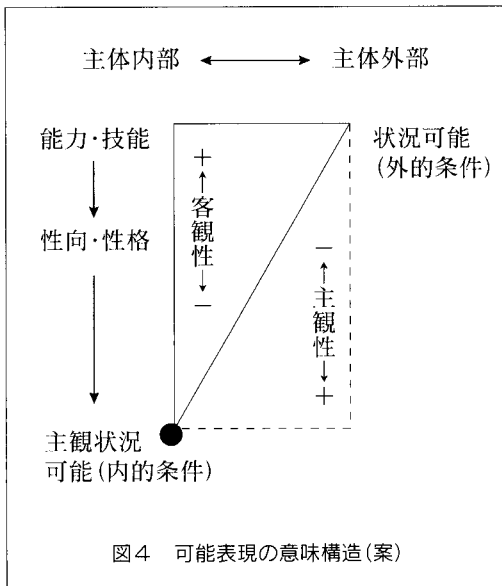 主体内部 ←→ 主体外部
能力・技能
状況可能
(外的条件)
+←客観性→−
性向・性格
−←主観性→+
主観状況
可能(内的条件)
図4 可能表現の意味構造(案)